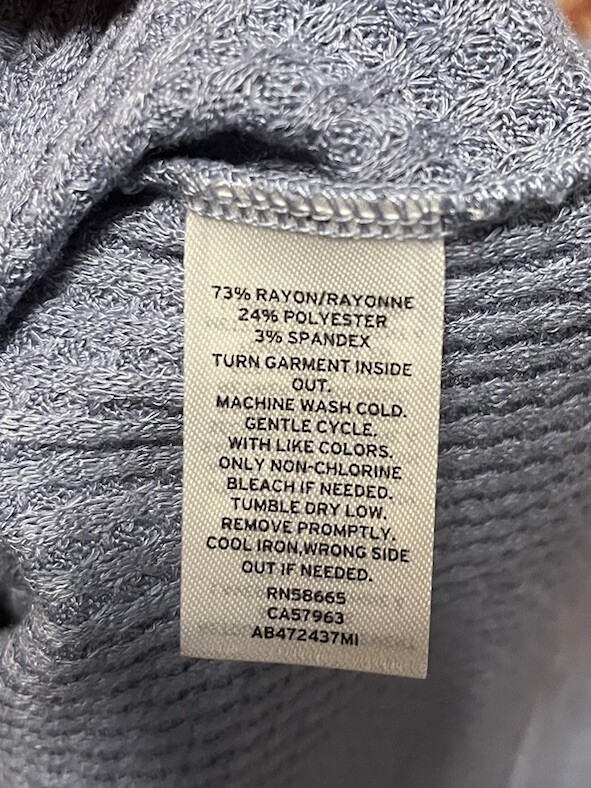 73% RAYON/RAYONNE
24% POLYESTER
3% SPANDEX
TURN GARMENT INSIDE
OUT.
MACHINE WASH COLD.
GENTLE CYCLE.
WITH LIKE COLORS.
ONLY NON-CHLORINE
BLEACH IF NEEDED.
TUMBLE DRY LOW.
REMOVE PROMPTLY.
COOL IRON,WRONG SIDE
OUT IF NEEDED.
RN58665
CA57963
AB472437MI